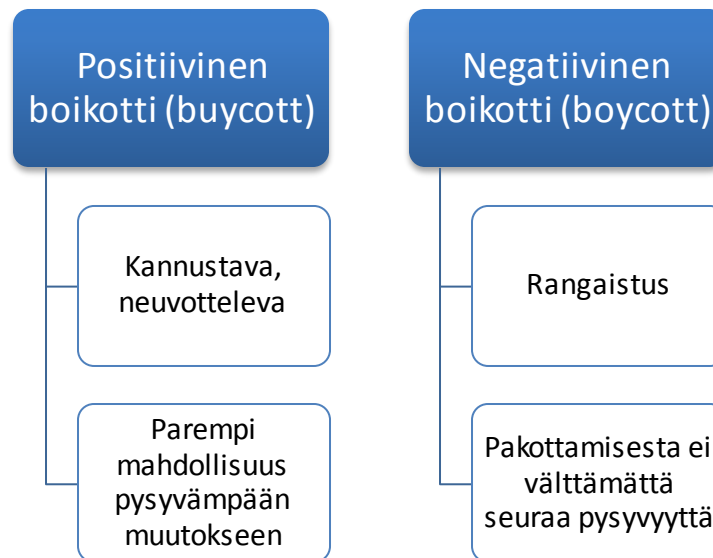 Positiivinen
boikotti (buycott)
Kannustava,
neuvotteleva
Parempi
mahdollisuus
pysyvämpään
muutokseen
Negatiivinen
boikotti (boycott)
Rangaistus
Pakottamisesta ei
välttämättä
seuraa pysyvyyttä